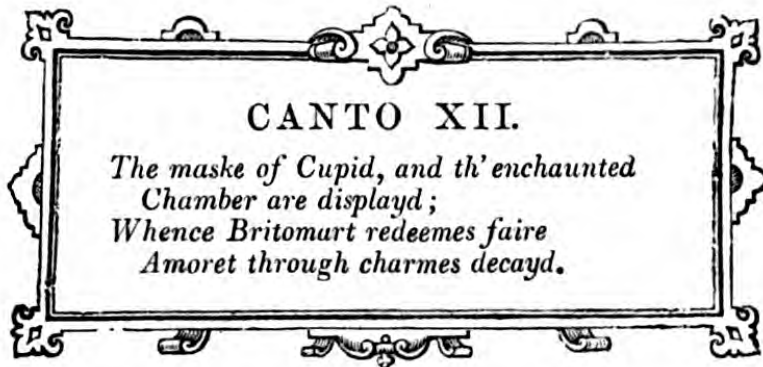 CANTO XII.
The maske of Cupid, and th' enchaunted
Chamber are displayd;
Whence Britomart redeemes faire
Amoret through charmes decayd.